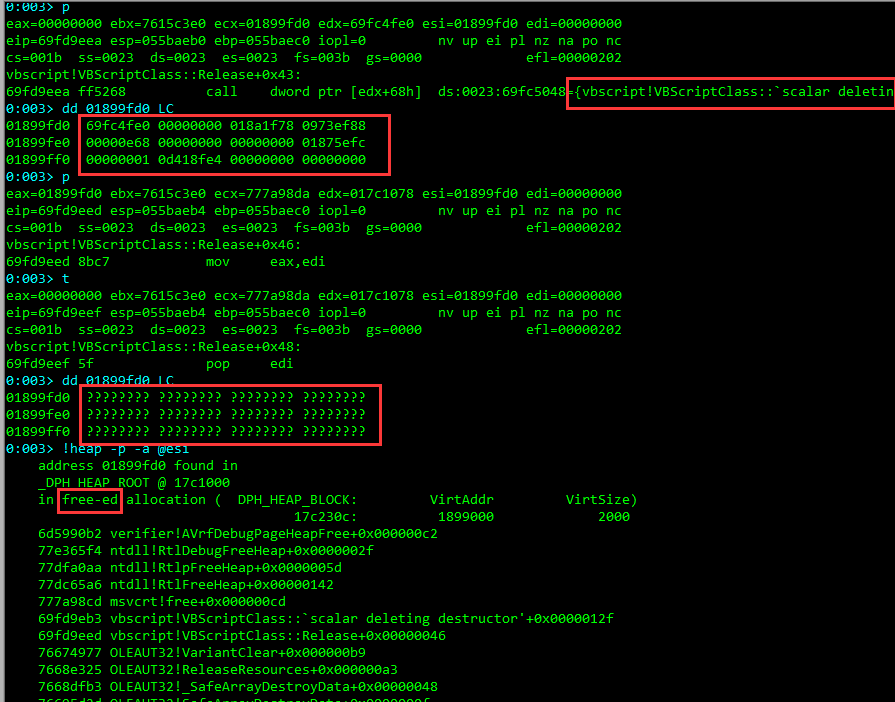 0:003> p
eax=00000000 ebx=7615c3e0 ecx=01899fd0 edx=69fc4fe0 esi=01899fd0 edi=00000000
eip=69fd9eea esp=055baeb0 ebp=055baec0 iopl=0         nv up ei pl nz na po nc
cs=001b  ss=0023  ds=0023  es=0023  fs=003b  gs=0000             efl=00000202
vbscript!VBScriptClass::Release+0x43:
69fd9eea ff5268          call    dword ptr [edx+68h]  ds:0023:69fc5048={vbscript!VBScriptClass::`scalar deletin
0:003> dd 01899fd0 LC
01899fd0  69fc4fe0 00000000 018a1f78 0973ef88
01899fe0  00000e68 00000000 00000000 01875efc
01899ff0  00000001 0d418fe4 00000000 00000000
0:003> p
eax=01899fd0 ebx=7615c3e0 ecx=777a98da edx=017c1078 esi=01899fd0 edi=00000000
eip=69fd9eed esp=055baeb4 ebp=055baec0 iopl=0         nv up ei pl nz na po nc
cs=001b  ss=0023  ds=0023  es=0023  fs=003b  gs=0000             efl=00000202
vbscript!VBScriptClass::Release+0x46:
69fd9eed 8bc7            mov     eax,edi
0:003> t
eax=00000000 ebx=7615c3e0 ecx=777a98da edx=017c1078 esi=01899fd0 edi=00000000
eip=69fd9eef esp=055baeb4 ebp=055baec0 iopl=0         nv up ei pl nz na po nc
cs=001b  ss=0023  ds=0023  es=0023  fs=003b  gs=0000             efl=00000202
vbscript!VBScriptClass::Release+0x48:
69fd9eef 5f              pop     edi
0:003> dd 01899fd0 LC
01899fd0  ???????? ???????? ???????? ????????
01899fe0  ???????? ???????? ???????? ????????
01899ff0  ???????? ???????? ???????? ????????
0:003> !heap -p -a @esi
address 01899fd0 found in
_DPH_HEAP_ROOT @ 17c1000
in free-ed allocation (  DPH_HEAP_BLOCK:         VirtAddr         VirtSize)
17c230c:          1899000             2000
6d5990b2 verifier!AVrfDebugPageHeapFree+0x000000c2
77e365f4 ntdll!RtlDebugFreeHeap+0x0000002f
77dfa0aa ntdll!RtlpFreeHeap+0x0000005d
77dc65a6 ntdll!RtlFreeHeap+0x00000142
777a98cd msvcrt!free+0x000000cd
69fd9eb3 vbscript!VBScriptClass::`scalar deleting destructor'+0x0000012f
69fd9eed vbscript!VBScriptClass::Release+0x00000046
76674977 OLEAUT32!VariantClear+0x000000b9
7668e325 OLEAUT32!ReleaseResources+0x000000a3
7668dfb3 OLEAUT32!_SafeArrayDestroyData+0x00000048